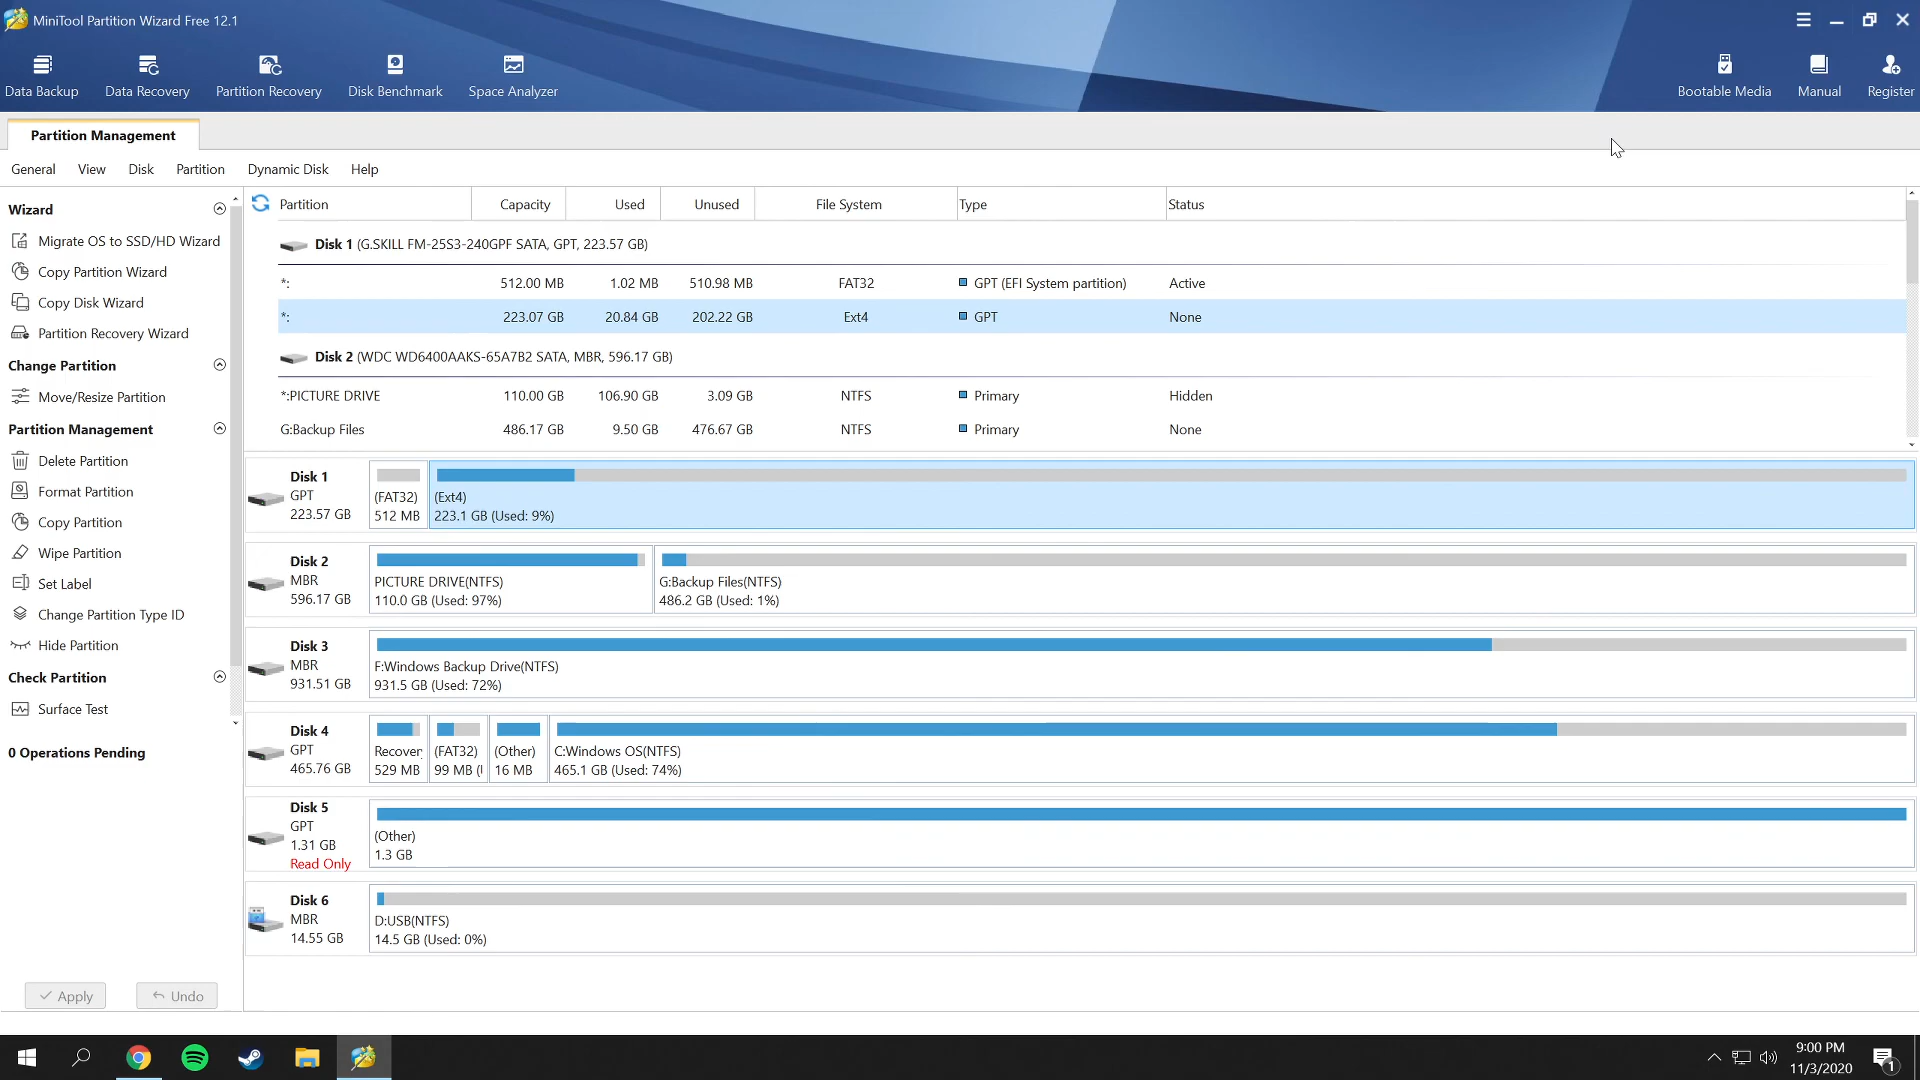 MiniTool Partition Wizard Free 12.1
Data Backup Data Recovery Partition Recovery Disk Benchmark Space Analyzer Bootable Media Manual Register
Partition Management
General View Disk Partition Dynamic Disk Help
Wizard
Migrate OS to SSD/HD Wizard
Copy Partition Wizard
Copy Disk Wizard
Partition Recovery Wizard
Change Partition
Move/Resize Partition
Partition Management
Delete Partition
Format Partition
Copy Partition
Wipe Partition
Set Label
Change Partition Type ID
Hide Partition
Check Partition
Surface Test
0 Operations Pending
Apply Undo
Partition Capacity Used Unused File System Type Status
Disk 1 (G.SKILL FM-25S3-240GPF SATA, GPT, 223.57 GB)
*: 512.00 MB 1.02 MB 510.98 MB FAT32 GPT (EFI System partition) Active
*: 223.07 GB 20.84 GB 202.22 GB Ext4 GPT None
Disk 2 (WDC WD6400AAKS-65A7B2 SATA, MBR, 596.17 GB)
*:PICTURE DRIVE 110.00 GB 106.90 GB 3.09 GB NTFS Primary Hidden
G:Backup Files 486.17 GB 9.50 GB 476.67 GB NTFS Primary None
Disk 1
GPT (FAT32) (Ext4)
223.57 GB 512 MB 223.1 GB (Used: 9%)
Disk 2
MBR PICTURE DRIVE(NTFS) G:Backup Files(NTFS)
596.17 GB 110.0 GB (Used: 97%) 486.2 GB (Used: 1%)
Disk 3
MBR F:Windows Backup Drive(NTFS)
931.51 GB 931.5 GB (Used: 72%)
Disk 4
GPT Recover (FAT32) (Other) C:Windows OS(NTFS)
465.76 GB 529 MB 99 MB ( 16 MB 465.1 GB (Used: 74%)
Disk 5
GPT (Other)
1.31 GB 1.3 GB
Read Only
Disk 6
MBR D:USB(NTFS)
14.55 GB 14.5 GB (Used: 0%)
9:00 PM
11/3/2020
1